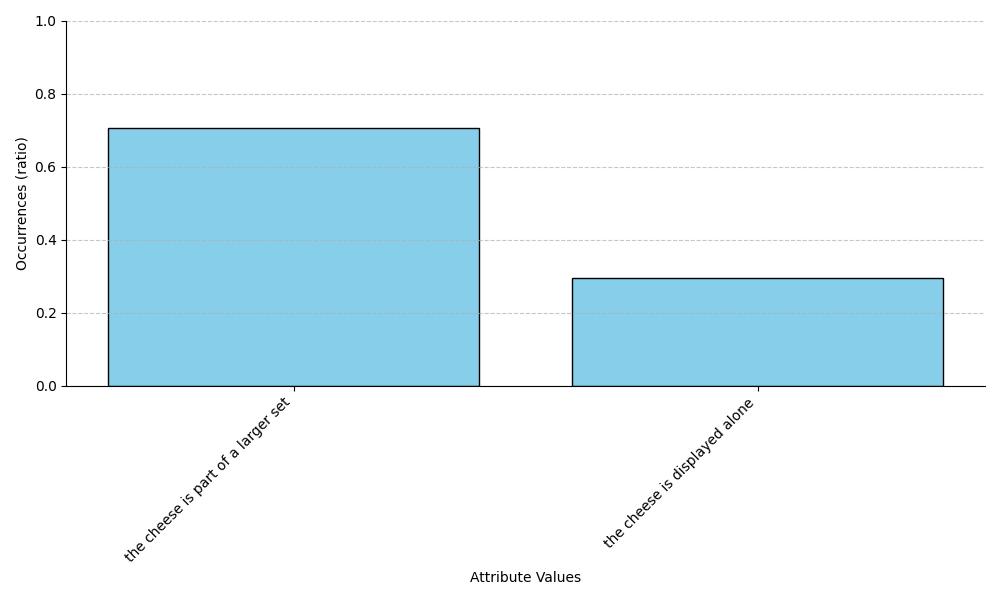 1.0
0.8
0.6
0.4
0.2
0.0
Occurrences (ratio)
the cheese is part of a larger set
the cheese is displayed alone
Attribute Values